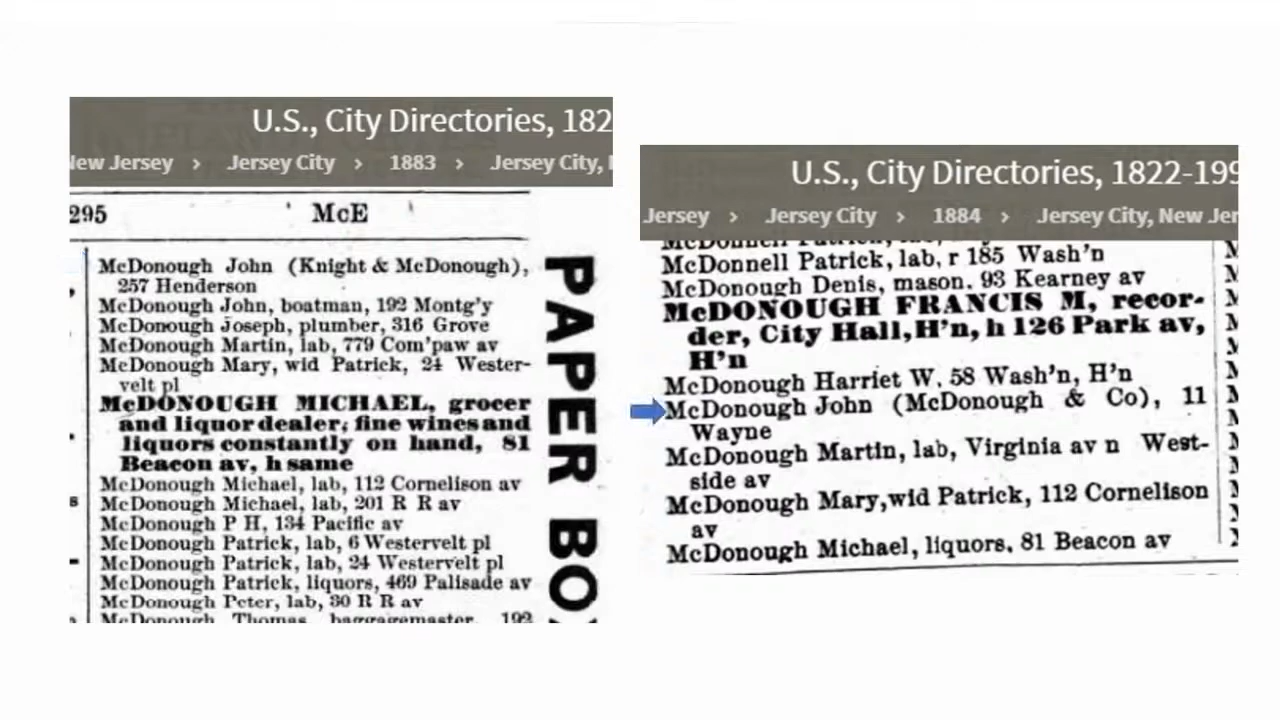 U.S., City Directories, 182
New Jersey > Jersey City > 1883 > Jersey City,
295 McE
McDonough John (Knight & McDonough),
257 Henderson
McDonough John, boatman, 192 Montg'y
McDonough Joseph, plumber, 316 Grove
McDonough Martin, lab, 779 Com'paw av
McDonough Mary, wid Patrick, 24 Wester-
velt pl
McDONOUGH MICHAEL, grocer
and liquor dealer; fine wines and
liquors constantly on hand, 81
Beacon av, h same
McDonough Michael, lab, 112 Cornelison av
McDonough Michael, lab, 201 R R av
McDonough P H, 134 Pacific av
McDonough Patrick, lab, 6 Westervelt pl
McDonough Patrick, lab, 24 Westervelt pl
McDonough Patrick, liquors, 469 Palisade av
McDonough Peter, lab, 30 R R av
McDonough Thomas, baggagemaster, 192
PAPER BO
U.S., City Directories, 1822-199
Jersey > Jersey City > 1884 > Jersey City, New Jer
McDonnell Patrick, lab,
McDonnell Patrick, lab, r 185 Wash'n
McDonough Denis, mason, 93 Kearney av
McDONOUGH FRANCIS M, recor-
der, City Hall, H'n, h 126 Park av,
H'n
McDonough Harriet W. 58 Wash'n, H'n
McDonough John (McDonough & Co), 11
Wayne
McDonough Martin, lab, Virginia av n West-
side av
McDonough Mary, wid Patrick, 112 Cornelison
av
McDonough Michael, liquors, 81 Beacon av